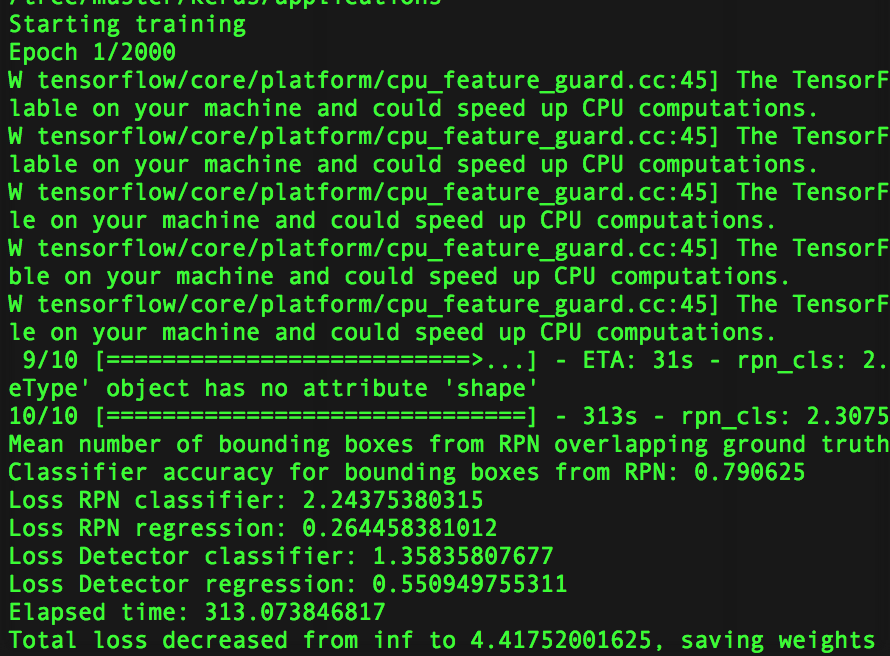 /tree/master/keras/applications
Starting training
Epoch 1/2000
W tensorflow/core/platform/cpu_feature_guard.cc:45] The TensorF
lable on your machine and could speed up CPU computations.
W tensorflow/core/platform/cpu_feature_guard.cc:45] The TensorF
lable on your machine and could speed up CPU computations.
W tensorflow/core/platform/cpu_feature_guard.cc:45] The TensorF
le on your machine and could speed up CPU computations.
W tensorflow/core/platform/cpu_feature_guard.cc:45] The TensorF
ble on your machine and could speed up CPU computations.
W tensorflow/core/platform/cpu_feature_guard.cc:45] The TensorF
le on your machine and could speed up CPU computations.
 9/10 [==========================>...] - ETA: 31s - rpn_cls: 2.
eType' object has no attribute 'shape'
10/10 [==============================] - 313s - rpn_cls: 2.3075
Mean number of bounding boxes from RPN overlapping ground truth
Classifier accuracy for bounding boxes from RPN: 0.790625
Loss RPN classifier: 2.24375380315
Loss RPN regression: 0.264458381012
Loss Detector classifier: 1.35835807677
Loss Detector regression: 0.550949755311
Elapsed time: 313.073846817
Total loss decreased from inf to 4.41752001625, saving weights